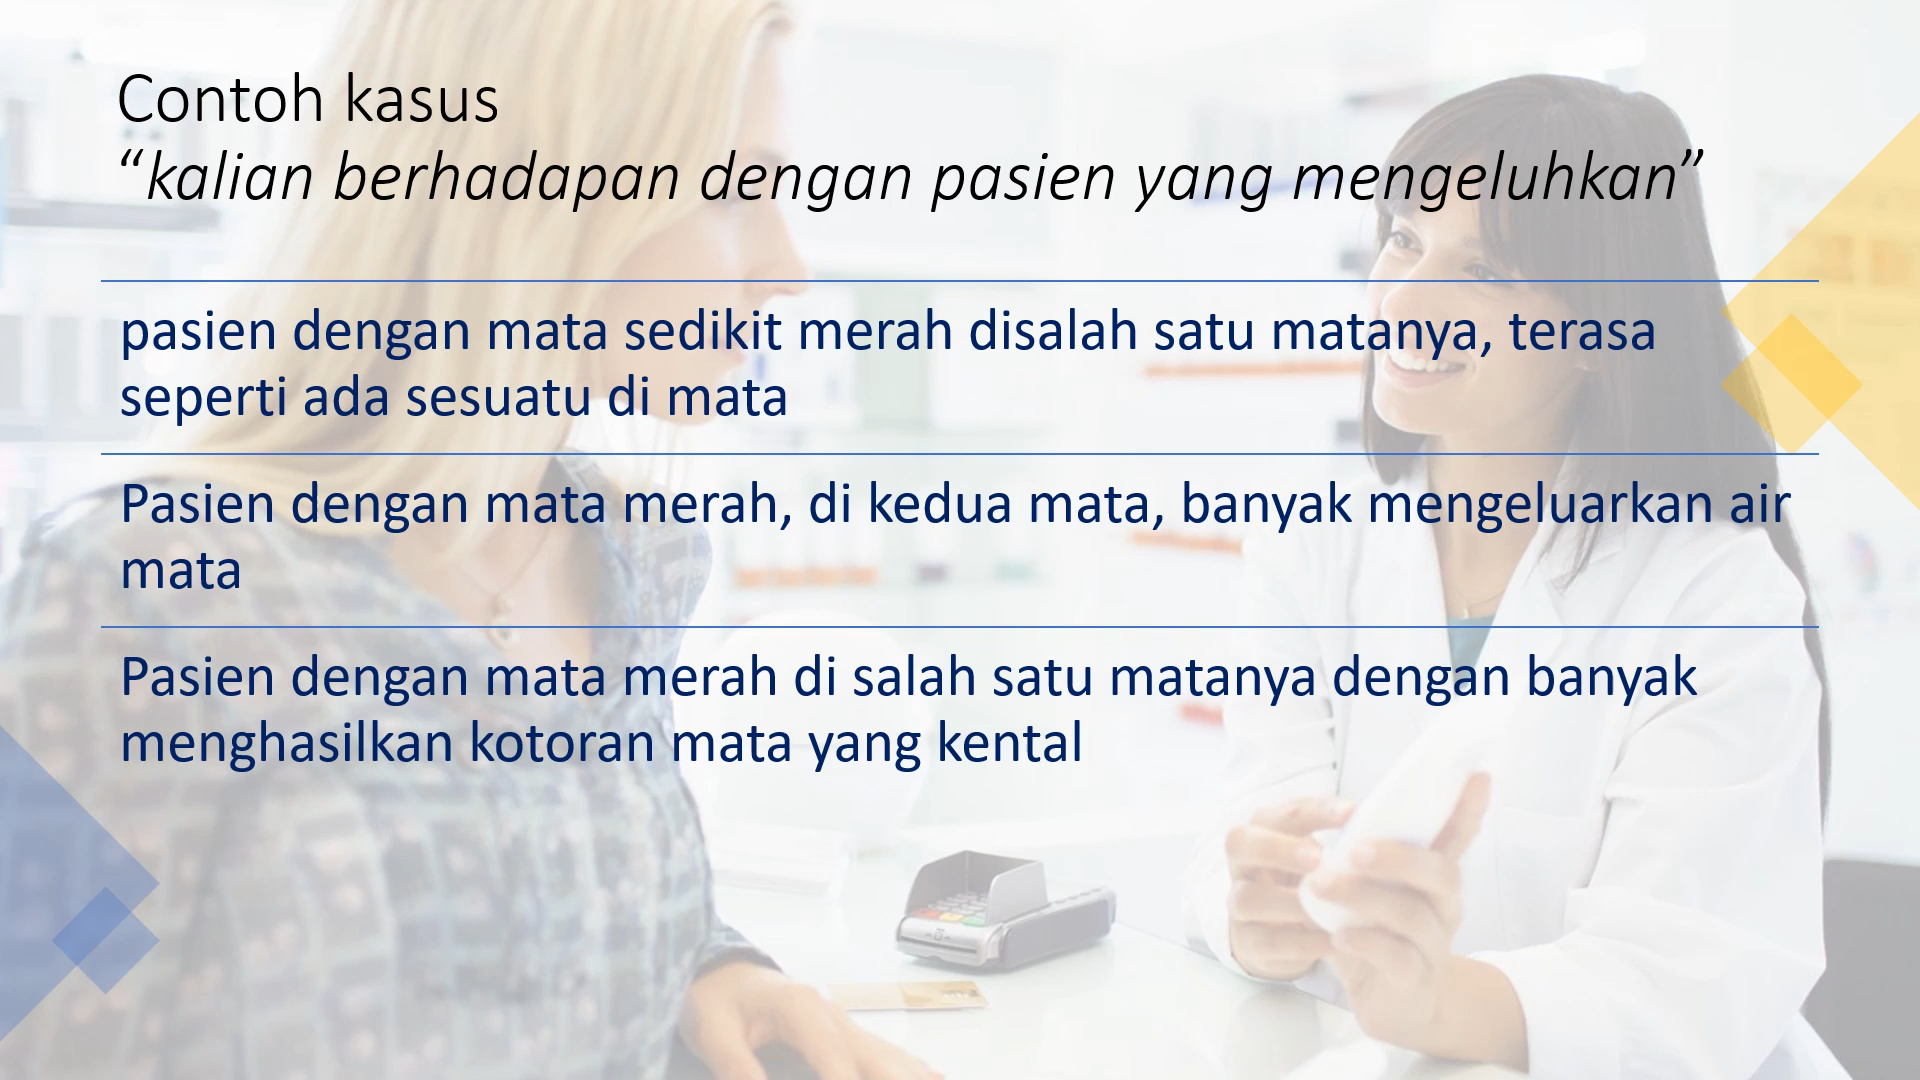 Contoh kasus
“kalian berhadapan dengan pasien yang mengeluhkan”
pasien dengan mata sedikit merah disalah satu matanya, terasa
seperti ada sesuatu di mata
Pasien dengan mata merah, di kedua mata, banyak mengeluarkan air
mata
Pasien dengan mata merah di salah satu matanya dengan banyak
menghasilkan kotoran mata yang kental